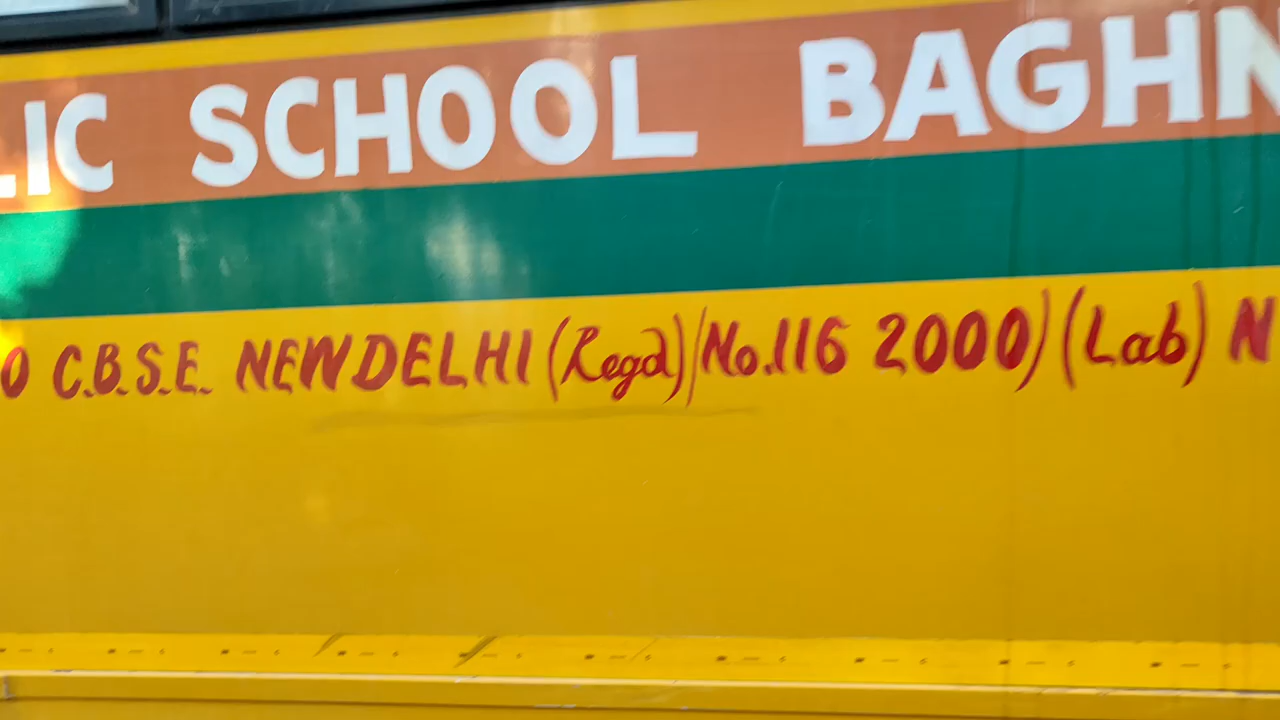 LIC SCHOOL BAGHN
O C.B.S.E. NEWDELHI (Regd)/No.116 2000) (Lab) N